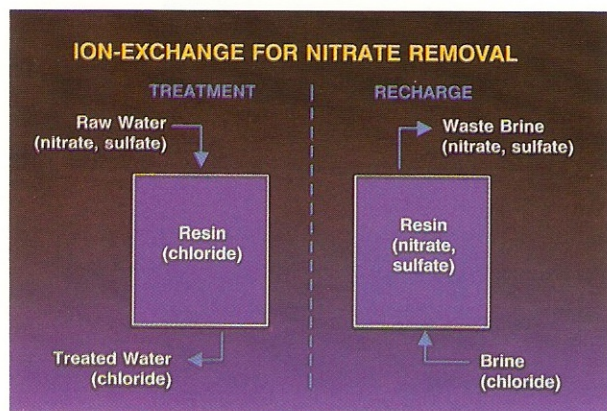 ION-EXCHANGE FOR NITRATE REMOVAL
TREATMENT
Raw Water
(nitrate, sulfate)
Resin
(chloride)
Treated Water
(chloride)
RECHARGE
Waste Brine
(nitrate, sulfate)
Resin
(nitrate,
sulfate)
Brine
(chloride)